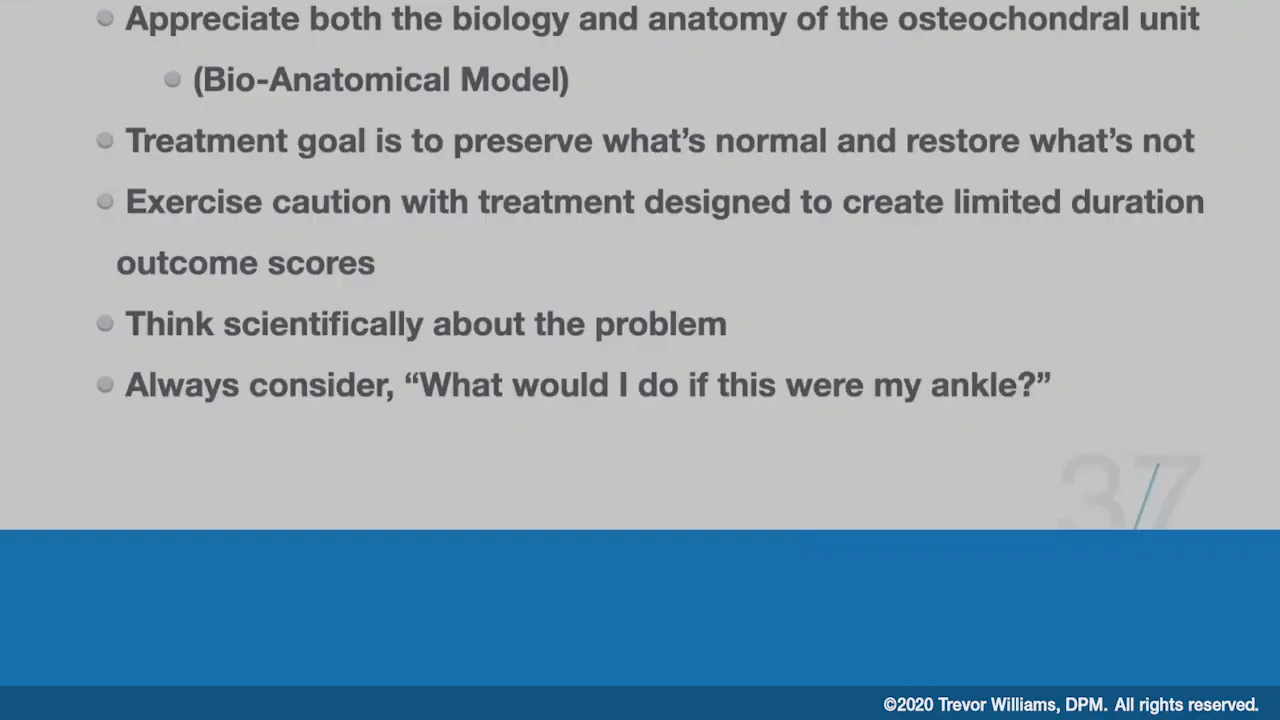 Appreciate both the biology and anatomy of the osteochondral unit
(Bio-Anatomical Model)
Treatment goal is to preserve what’s normal and restore what’s not
Exercise caution with treatment designed to create limited duration
outcome scores
Think scientifically about the problem
Always consider, “What would I do if this were my ankle?”
37
©2020 Trevor Williams, DPM. All rights reserved.